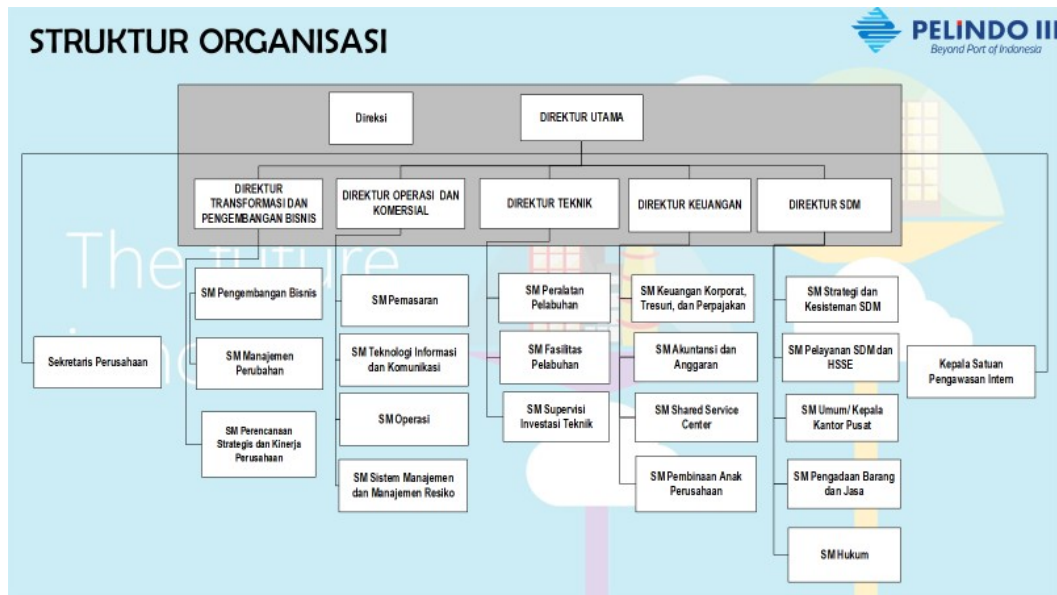 STRUKTUR ORGANISASI
PELINDO III
Beyond Port of Indonesia
Direksi
DIREKTUR UTAMA
DIREKTUR
TRANSFORMASI DAN
PENGEMBANGAN BISNIS
DIREKTUR OPERASI DAN
KOMERSIAL
DIREKTUR TEKNIK
DIREKTUR KEUANGAN
DIREKTUR SDM
The future
SM Pengembangan Bisnis
SM Manajemen
Perubahan
SM Perencanaan
Strategis dan Kinerja
Perusahaan
SM Pemasaran
SM Teknologi Informasi
dan Komunikasi
SM Operasi
SM Sistem Manajemen
dan Manajemen Resiko
SM Peralatan
Pelabuhan
SM Fasilitas
Pelabuhan
SM Supervisi
Investasi Teknik
SM Keuangan Korporat,
Tresuri, dan Perpajakan
SM Akuntansi dan
Anggaran
SM Shared Service
Center
SM Pembinaan Anak
Perusahaan
SM Strategi dan
Kesisteman SDM
SM Pelayanan SDM dan
HSSE
SM Umum/ Kepala
Kantor Pusat
SM Pengadaan Barang
dan Jasa
SM Hukum
Sekretaris Perusahaan
Kepala Satuan
Pengawasan Intern